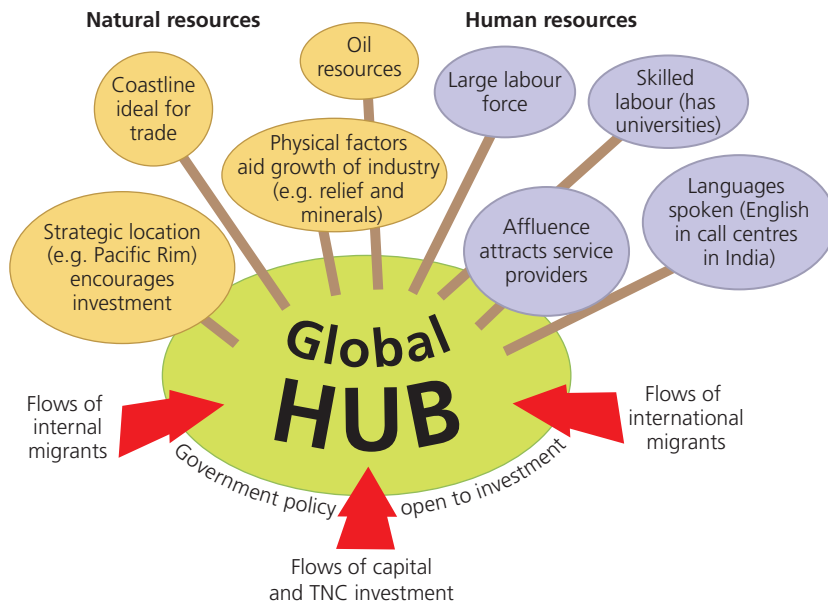 Natural resources
Human resources
Oil
resources
Coastline
ideal for
trade
Large labour
force
Skilled
labour (has
universities)
Physical factors
aid growth of industry
(e.g. relief and
minerals)
Languages
spoken (English
in call centres
in India)
Strategic location
(e.g. Pacific Rim)
encourages
investment
Affluence
attracts service
providers
Global
HUB
Flows of
internal
migrants
Flows of
international
migrants
Government policy open to investment
Flows of capital
and TNC investment